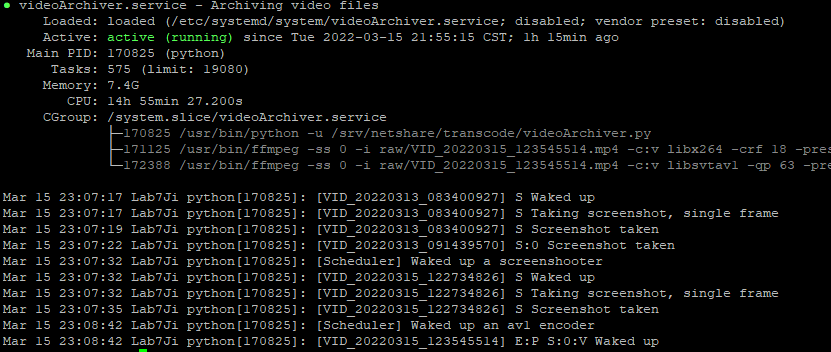 ● videoArchiver.service - Archiving video files
Loaded: loaded (/etc/systemd/system/videoArchiver.service; disabled; vendor preset: disabled)
Active: active (running) since Tue 2022-03-15 21:55:15 CST; 1h 15min ago
Main PID: 170825 (python)
Tasks: 575 (limit: 19080)
Memory: 7.4G
CPU: 14h 55min 27.200s
CGroup: /system.slice/videoArchiver.service
├─170825 /usr/bin/python -u /srv/netshare/transcode/videoArchiver.py
├─171125 /usr/bin/ffmpeg -ss 0 -i raw/VID_20220315_123545514.mp4 -c:v libx264 -crf 18 -pres
└─172388 /usr/bin/ffmpeg -ss 0 -i raw/VID_20220315_123545514.mp4 -c:v libsvtav1 -qp 63 -pre
Mar 15 23:07:17 Lab7Ji python[170825]: [VID_20220313_083400927] S Waked up
Mar 15 23:07:17 Lab7Ji python[170825]: [VID_20220313_083400927] S Taking screenshot, single frame
Mar 15 23:07:19 Lab7Ji python[170825]: [VID_20220313_083400927] S Screenshot taken
Mar 15 23:07:22 Lab7Ji python[170825]: [VID_20220313_091439570] S:0 Screenshot taken
Mar 15 23:07:32 Lab7Ji python[170825]: [Scheduler] Waked up a screenshooter
Mar 15 23:07:32 Lab7Ji python[170825]: [VID_20220315_122734826] S Waked up
Mar 15 23:07:32 Lab7Ji python[170825]: [VID_20220315_122734826] S Taking screenshot, single frame
Mar 15 23:07:35 Lab7Ji python[170825]: [VID_20220315_122734826] S Screenshot taken
Mar 15 23:08:42 Lab7Ji python[170825]: [Scheduler] Waked up an av1 encoder
Mar 15 23:08:42 Lab7Ji python[170825]: [VID_20220315_123545514] E:P S:0:V Waked up